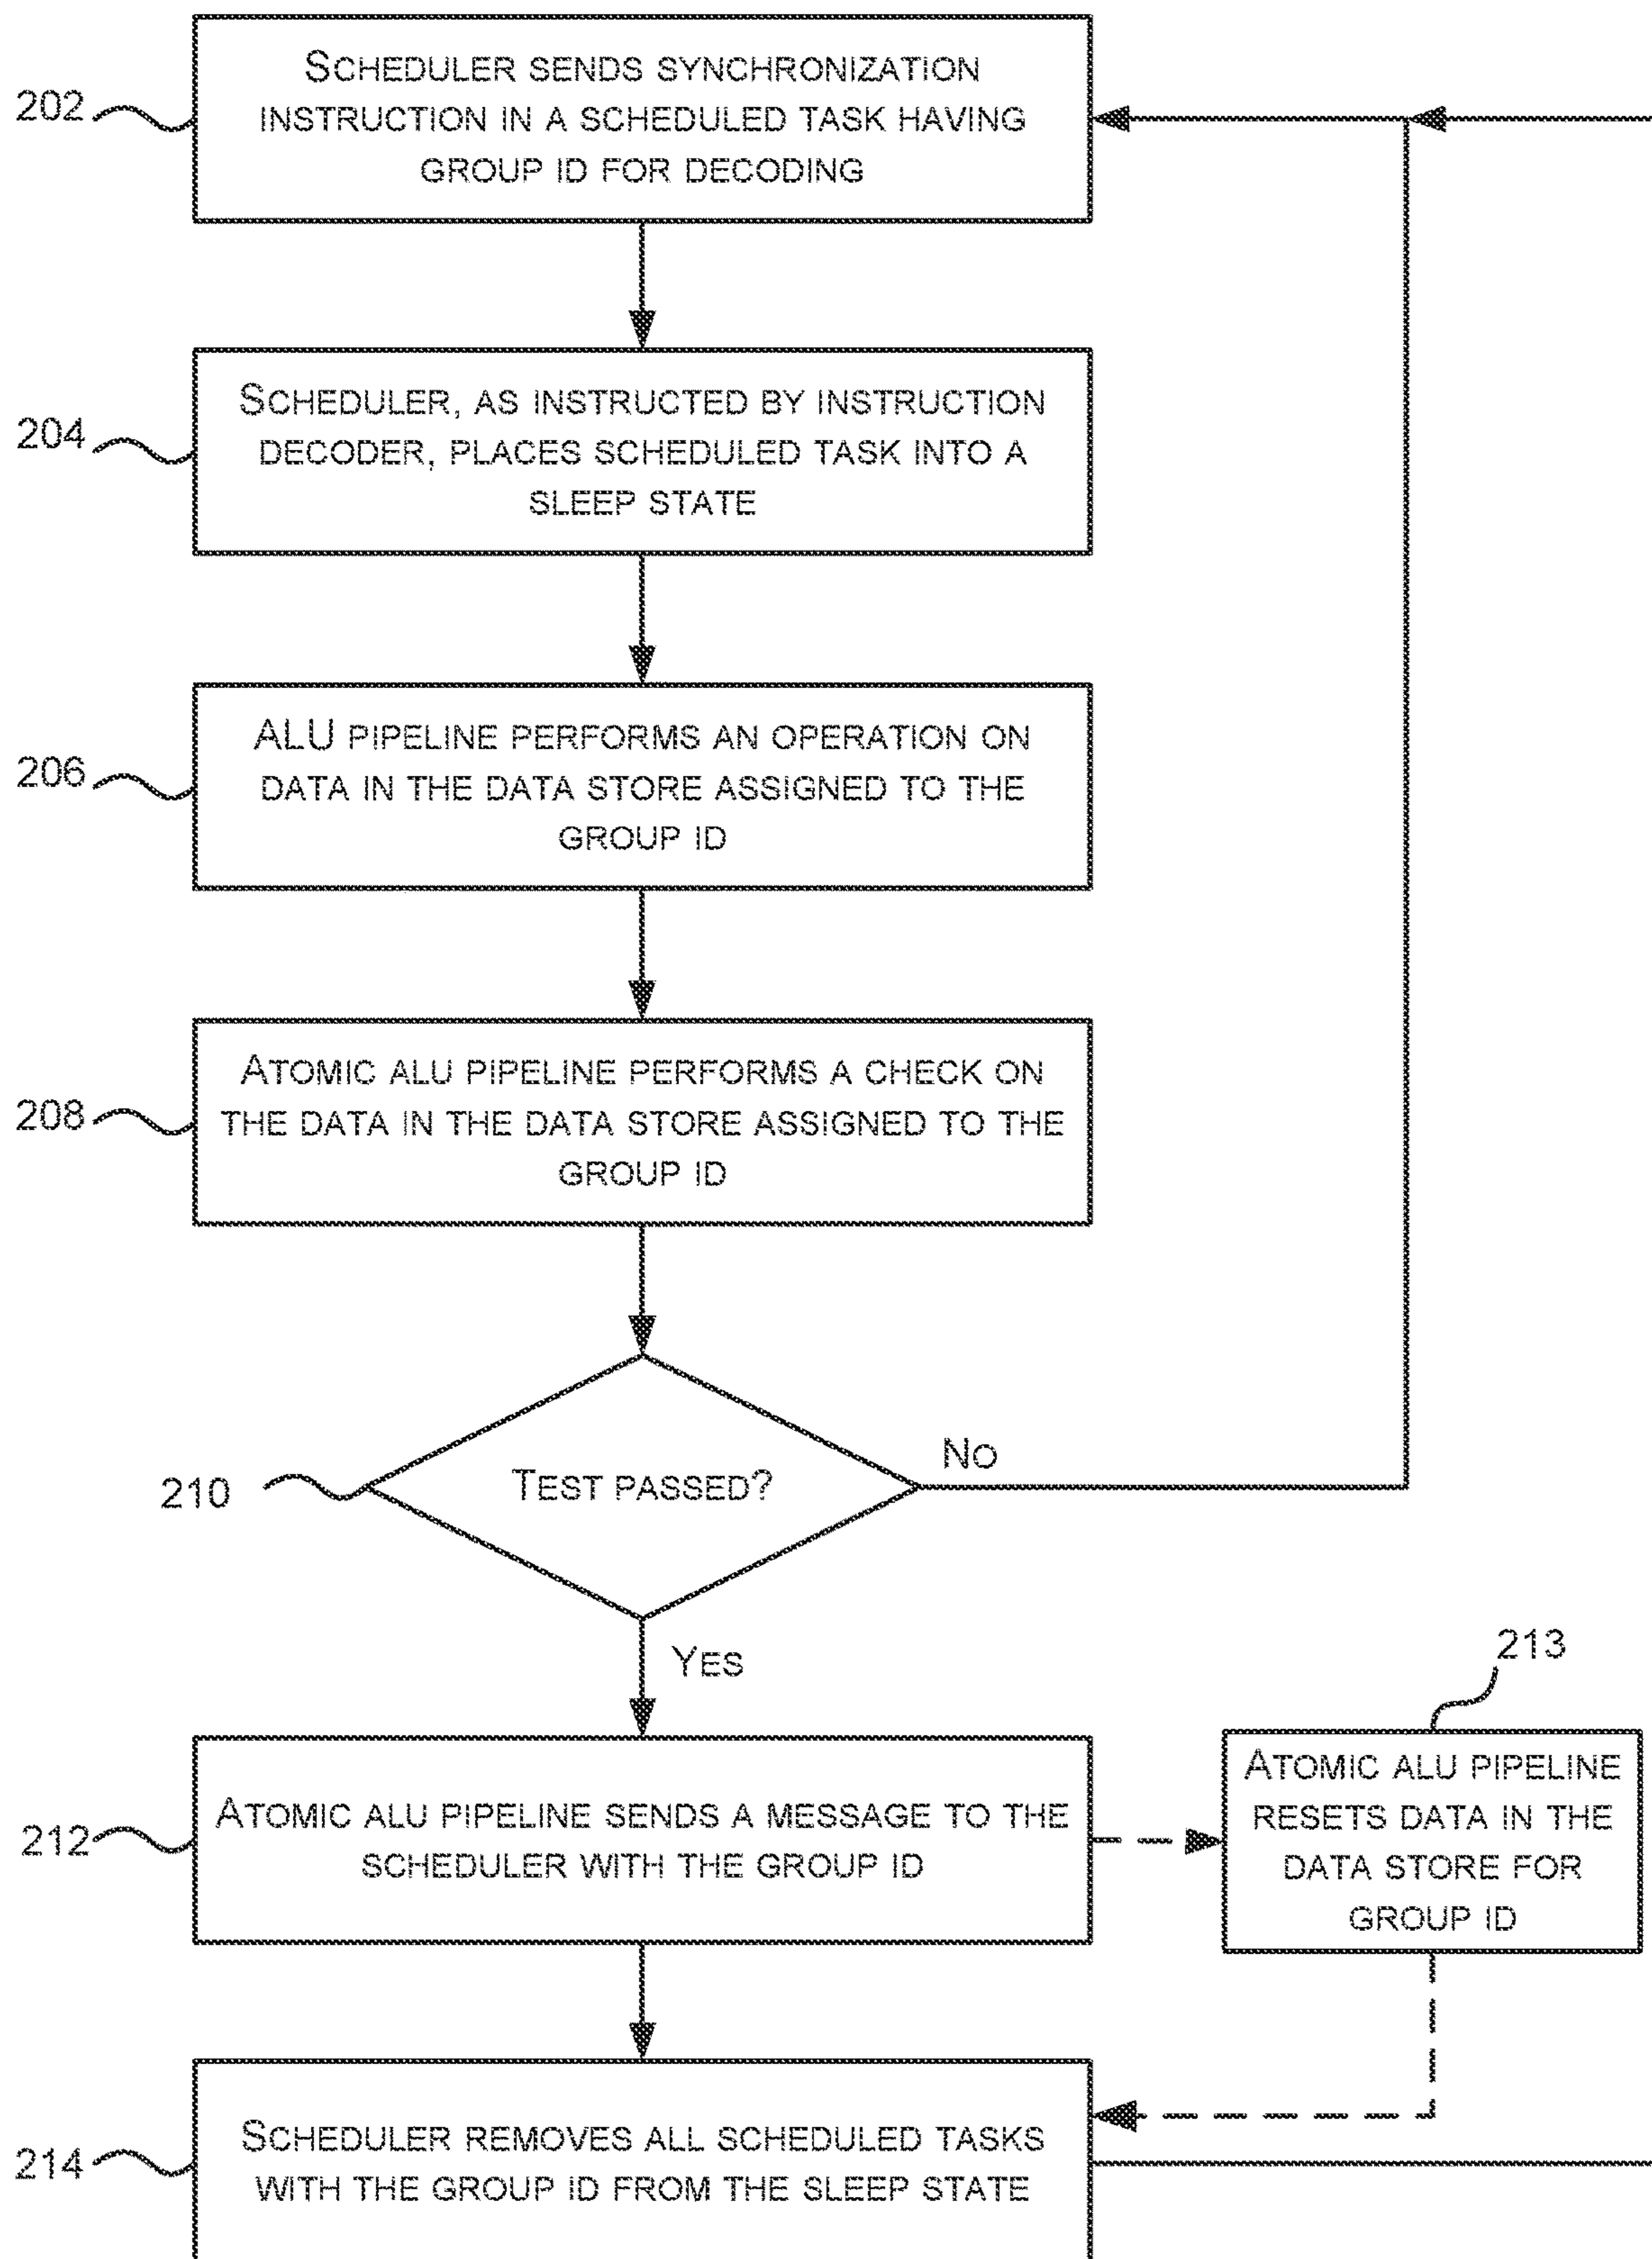 202
SCHEDULER SENDS SYNCHRONIZATION
INSTRUCTION IN A SCHEDULED TASK HAVING
GROUP ID FOR DECODING
204
SCHEDULER, AS INSTRUCTED BY INSTRUCTION
DECODER, PLACES SCHEDULED TASK INTO A
SLEEP STATE
206
ALU PIPELINE PERFORMS AN OPERATION ON
DATA IN THE DATA STORE ASSIGNED TO THE
GROUP ID
208
ATOMIC ALU PIPELINE PERFORMS A CHECK ON
THE DATA IN THE DATA STORE ASSIGNED TO THE
GROUP ID
210
TEST PASSED?
NO
YES
212
ATOMIC ALU PIPELINE SENDS A MESSAGE TO THE
SCHEDULER WITH THE GROUP ID
213
ATOMIC ALU PIPELINE
RESETS DATA IN THE
DATA STORE FOR
GROUP ID
214
SCHEDULER REMOVES ALL SCHEDULED TASKS
WITH THE GROUP ID FROM THE SLEEP STATE